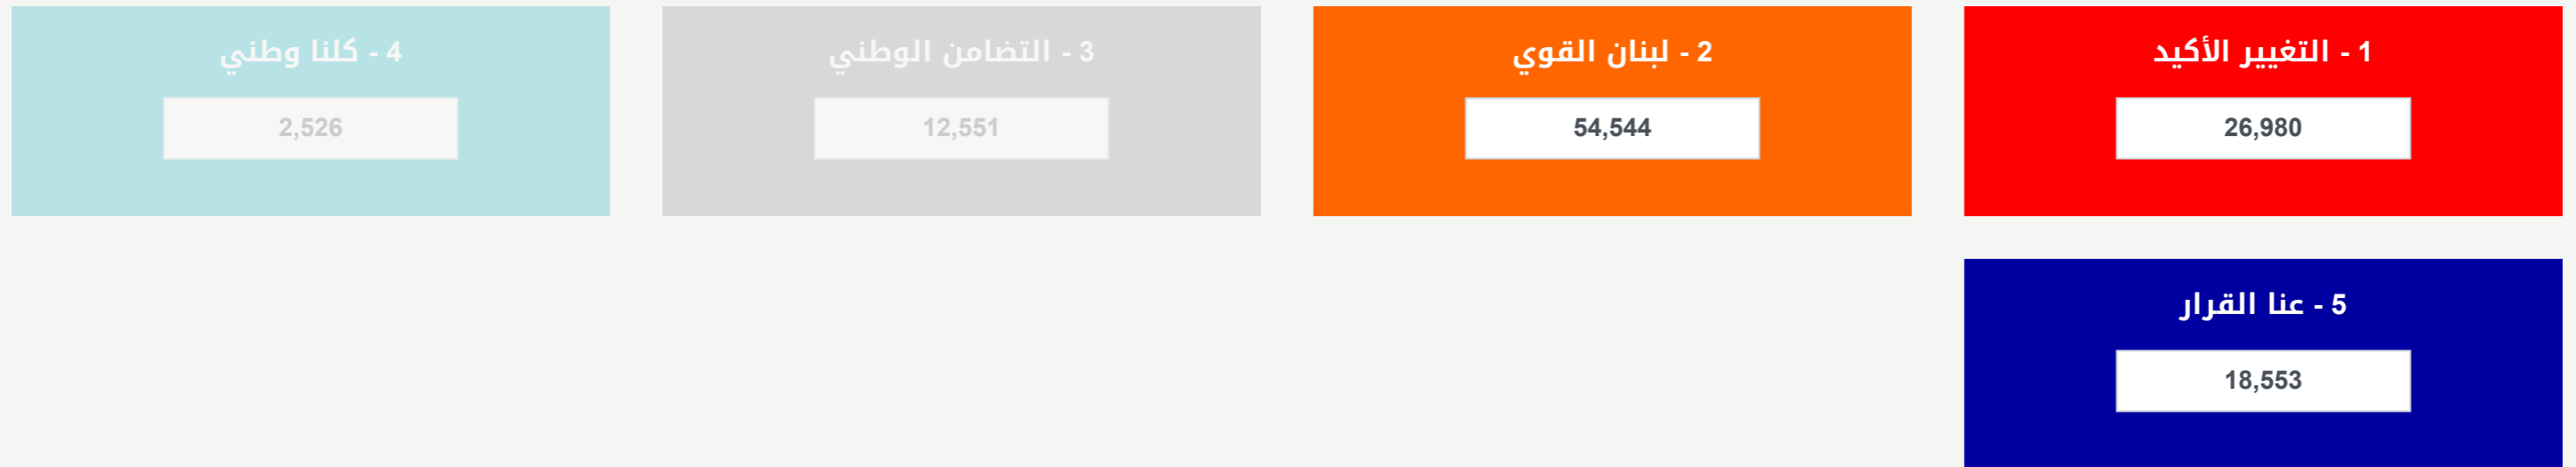 1 - التغيير الأكيد
26,980
2 - لبنان القوي
54,544
3 - التضامن الوطني
12,551
4 - كلنا وطني
2,526
5 - عنا القرار
18,553